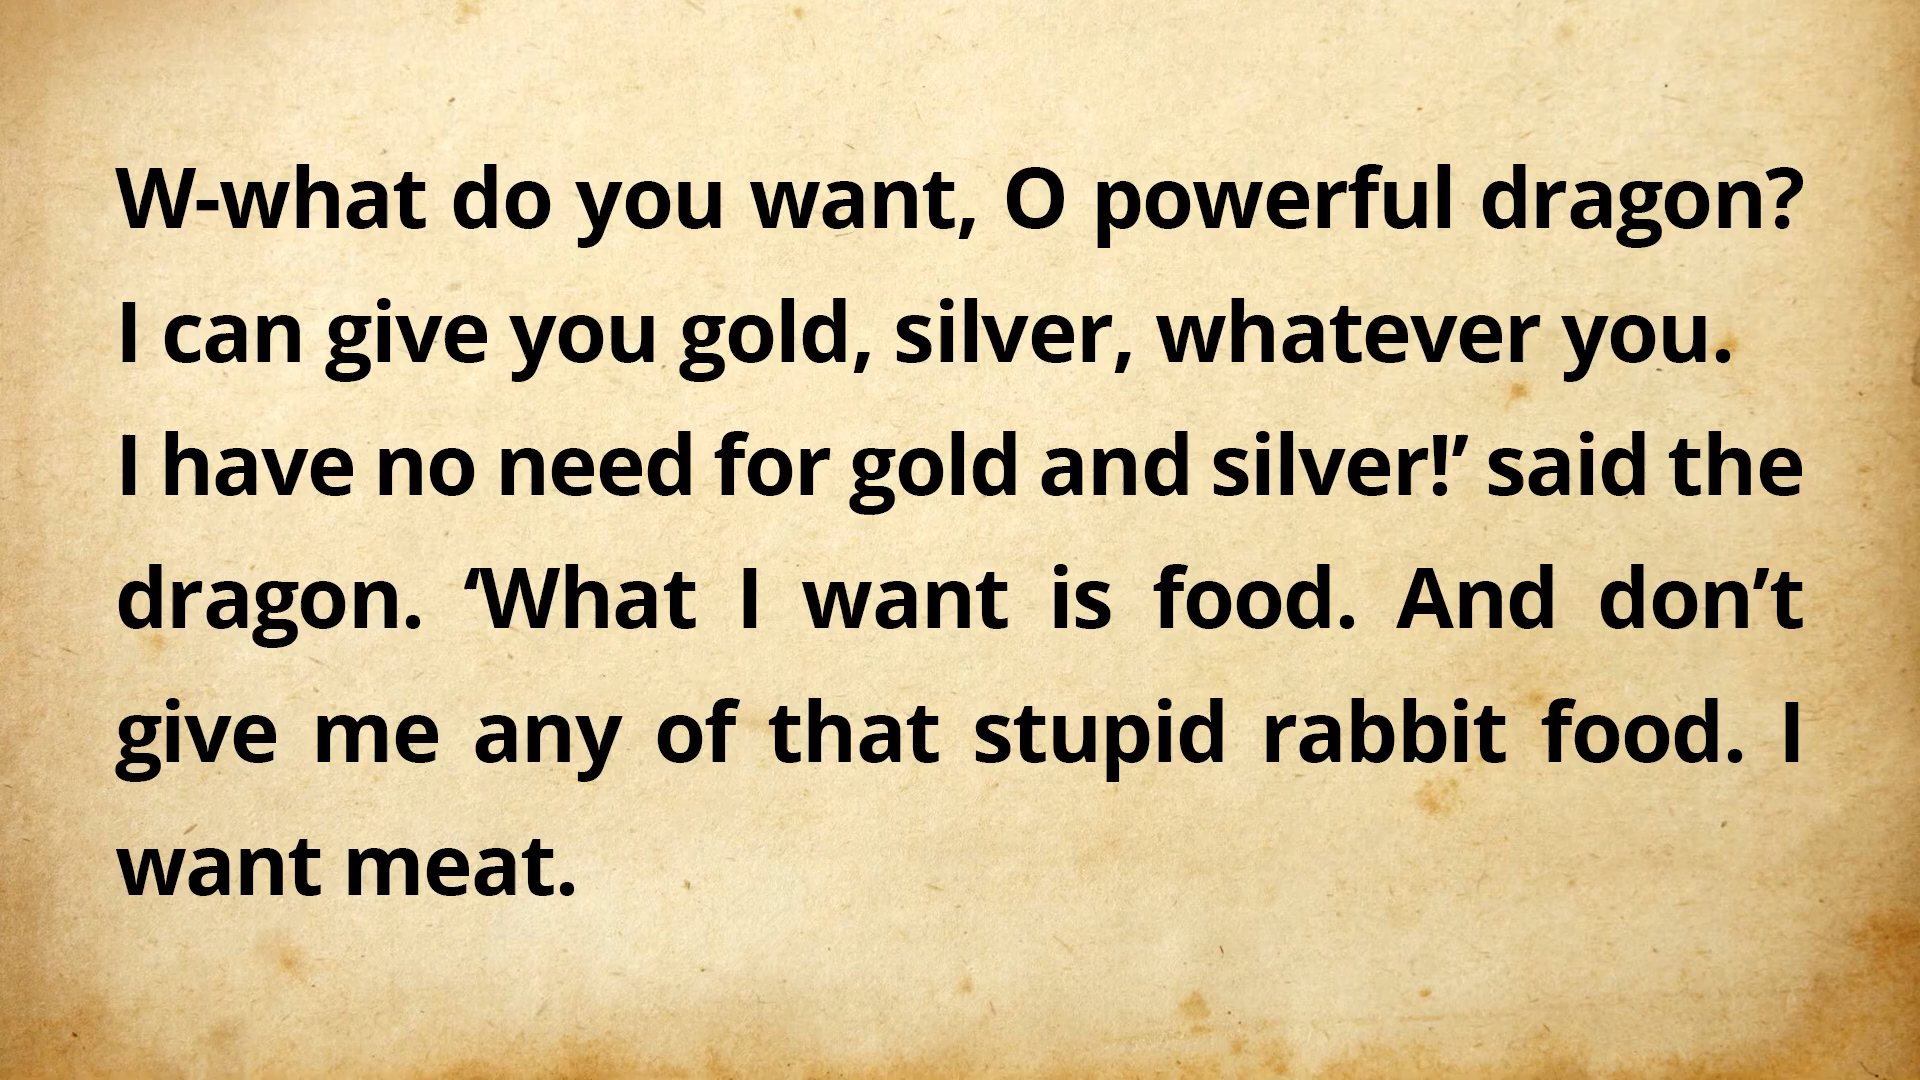 W-what do you want, O powerful dragon?
I can give you gold, silver, whatever you.
I have no need for gold and silver!’ said the
dragon. ‘What I want is food. And don’t
give me any of that stupid rabbit food. I
want meat.